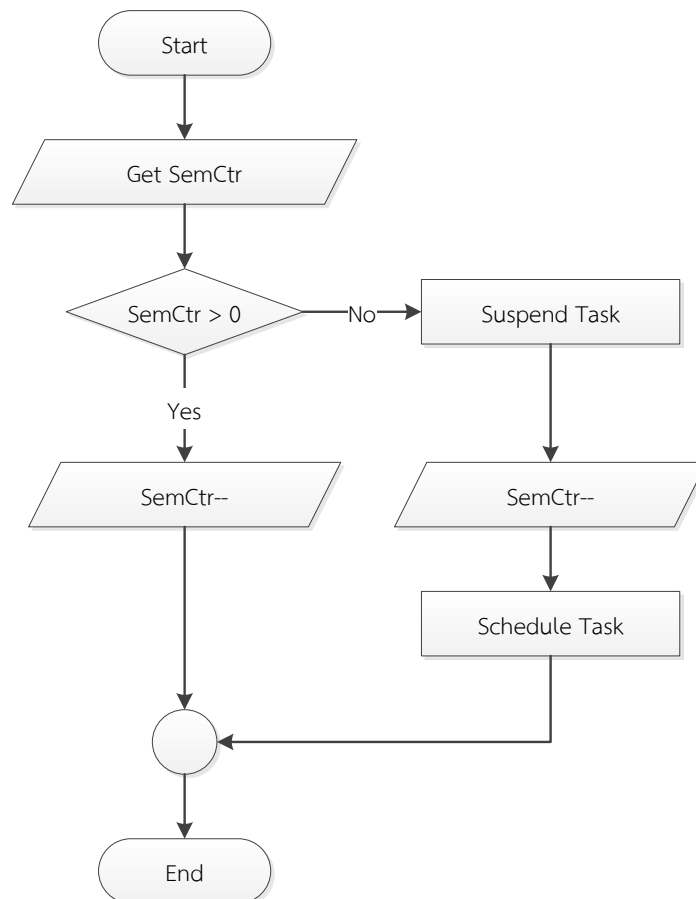 Start
Get SemCtr
SemCtr > 0
No
Suspend Task
Yes
SemCtr--
SemCtr--
Schedule Task
End